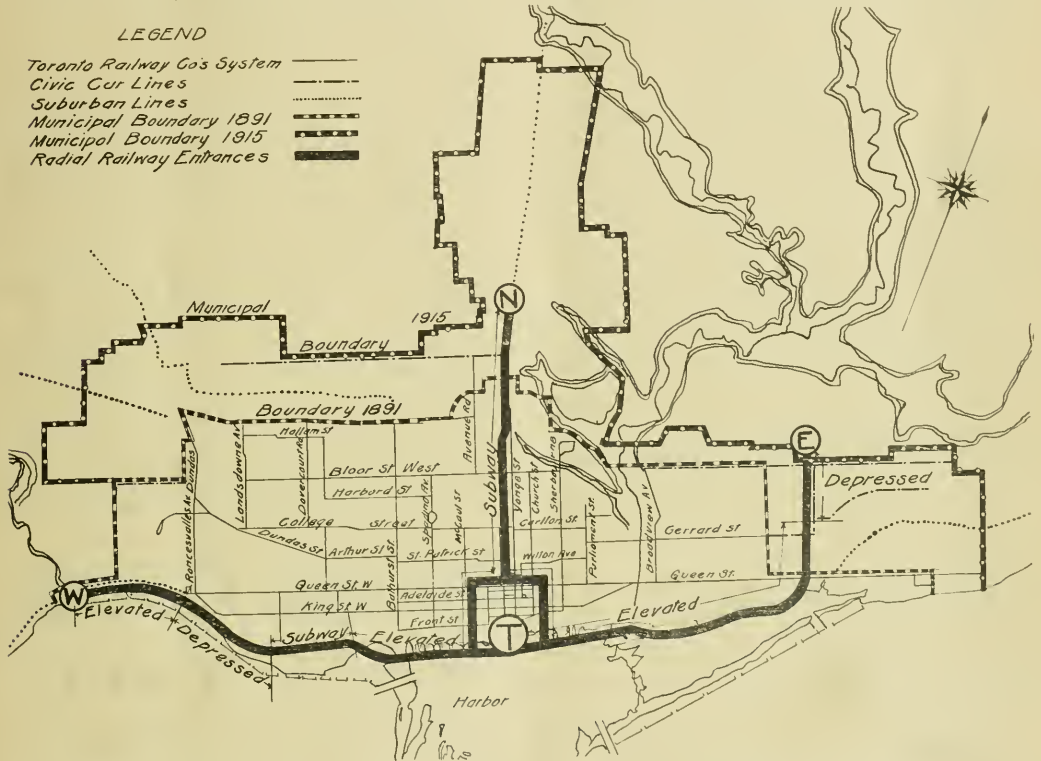 LEGEND
Toronto Railway Co's System
Civic Car Lines
Suburban Lines
Municipal Boundary 1891
Municipol Boundary 1915
Radial Railway Entrances
N
Municipal
1915
Boundary
Boundary 1891
Avenue Rd
E
Hallam St
Dundas
Lansdowne Av.
Dovercourt Rd
Bloor St West
SUBWAY
Yonge St
Church St
Sherbourne
Depressed
Harbord St
Spadina Av
McCaul St
Roncesvalles Av
College Street
Carlton St.
Parliament St.
Broadview Av
Gerrard St
Dundas St
Arthur St
St. Patrick St
Wilton Ave
Bathurst St
Queen St. W
Queen St.
W
Adelaide St
Elevated
King St W
Elevated
Front St
T
Subway
Elevated
Depressed
Harbor